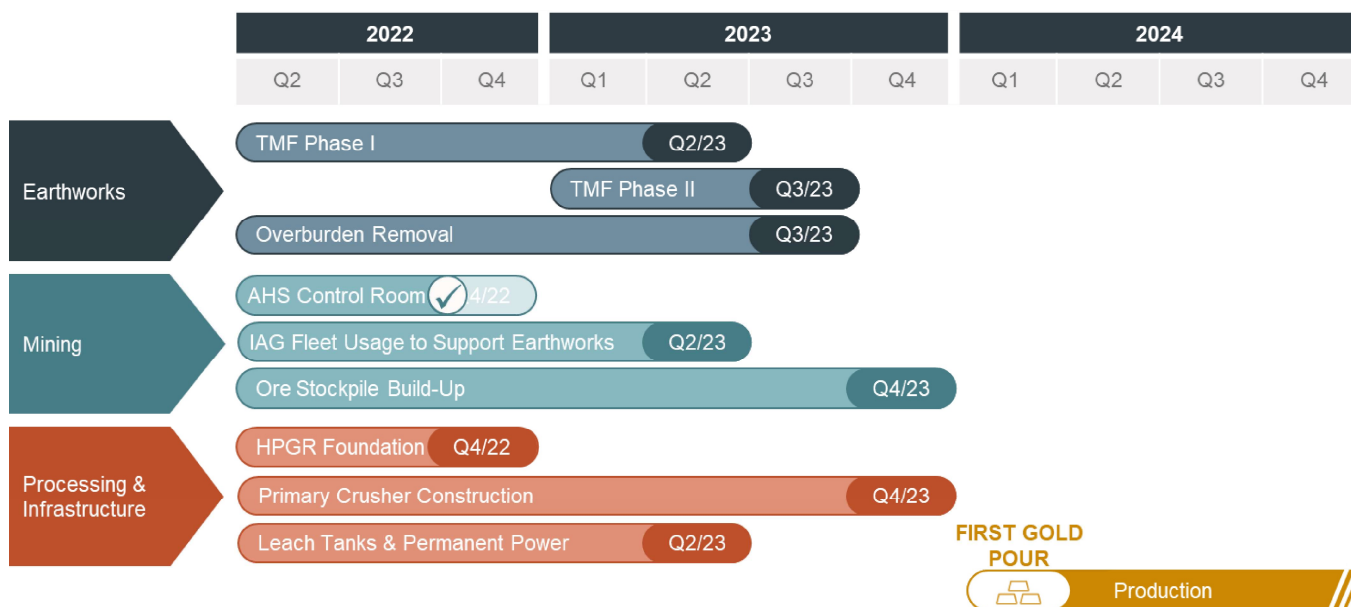 2022 2023 2024
Q2 Q3 Q4 Q1 Q2 Q3 Q4 Q1 Q2 Q3 Q4
Earthworks
TMF Phase I Q2/23
TMF Phase II Q3/23
Overburden Removal Q3/23
Mining
AHS Control Room 4/22
IAG Fleet Usage to Support Earthworks Q2/23
Ore Stockpile Build-Up Q4/23
Processing &
Infrastructure
HPGR Foundation Q4/22
Primary Crusher Construction Q4/23
Leach Tanks & Permanent Power Q2/23
FIRST GOLD
POUR
Production